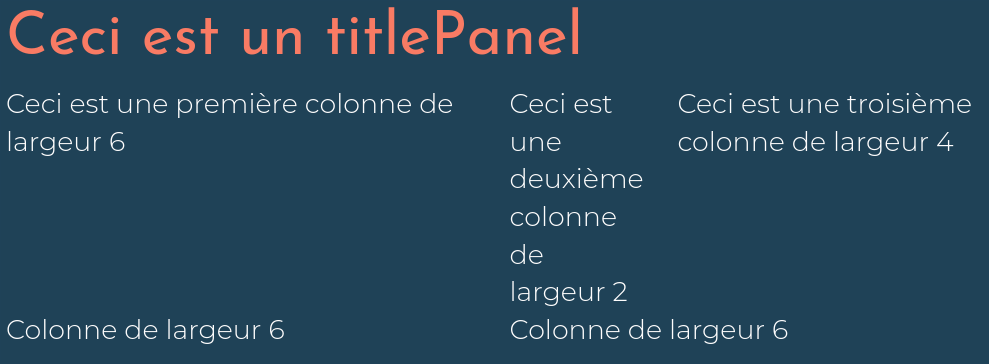 Ceci est un titlePanel
Ceci est une première colonne de
largeur 6
Ceci est
une
deuxième
colonne
de
largeur 2
Ceci est une troisième
colonne de largeur 4
Colonne de largeur 6
Colonne de largeur 6